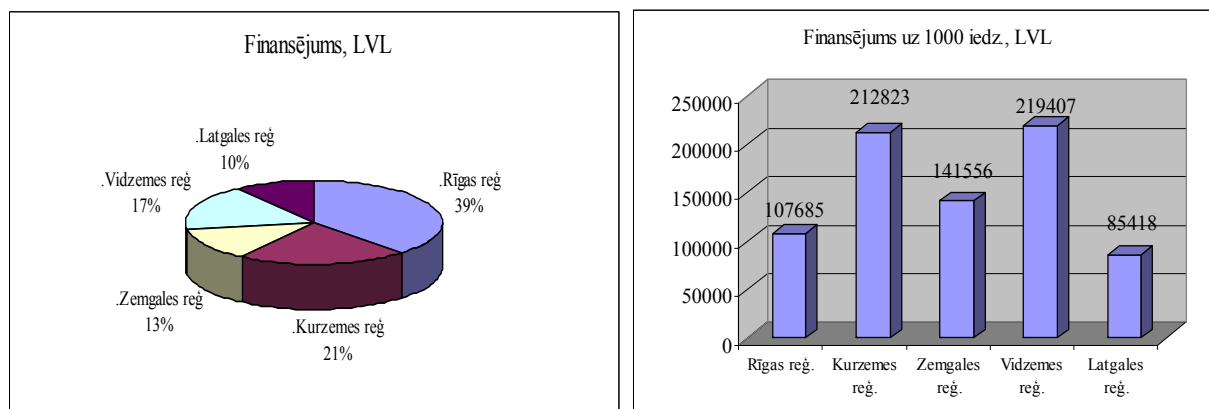 Finansējums, LVL
.Latgales reģ
10%
.Vidzemes reģ
17%
.Rīgas reģ
39%
.Zemgales reģ
13%
.Kurzemes reģ
21%
Finansējums uz 1000 iedz., LVL
250000
200000
150000
100000
50000
0
107685
212823
141556
219407
85418
Rīgas reģ.
Kurzemes
reģ.
Zemgales
reģ.
Vidzemes
reģ.
Latgales
reģ.